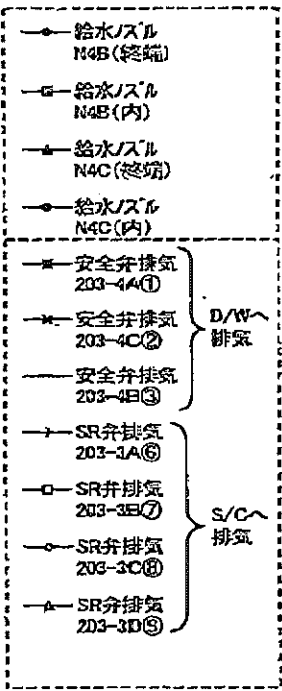 給水ノズル
N4B(終端)
給水ノズル
N4B(内)
給水ノズル
N4C(終端)
給水ノズル
N4C(内)
安全弁排気
203-4A①
安全弁排気
203-4C②
安全弁排気
203-4B③
D/Wへ
排気
SR弁排気
203-3A⑥
SR弁排気
203-3B⑦
SR弁排気
203-3C⑧
SR弁排気
203-3D⑨
S/Cへ
排気